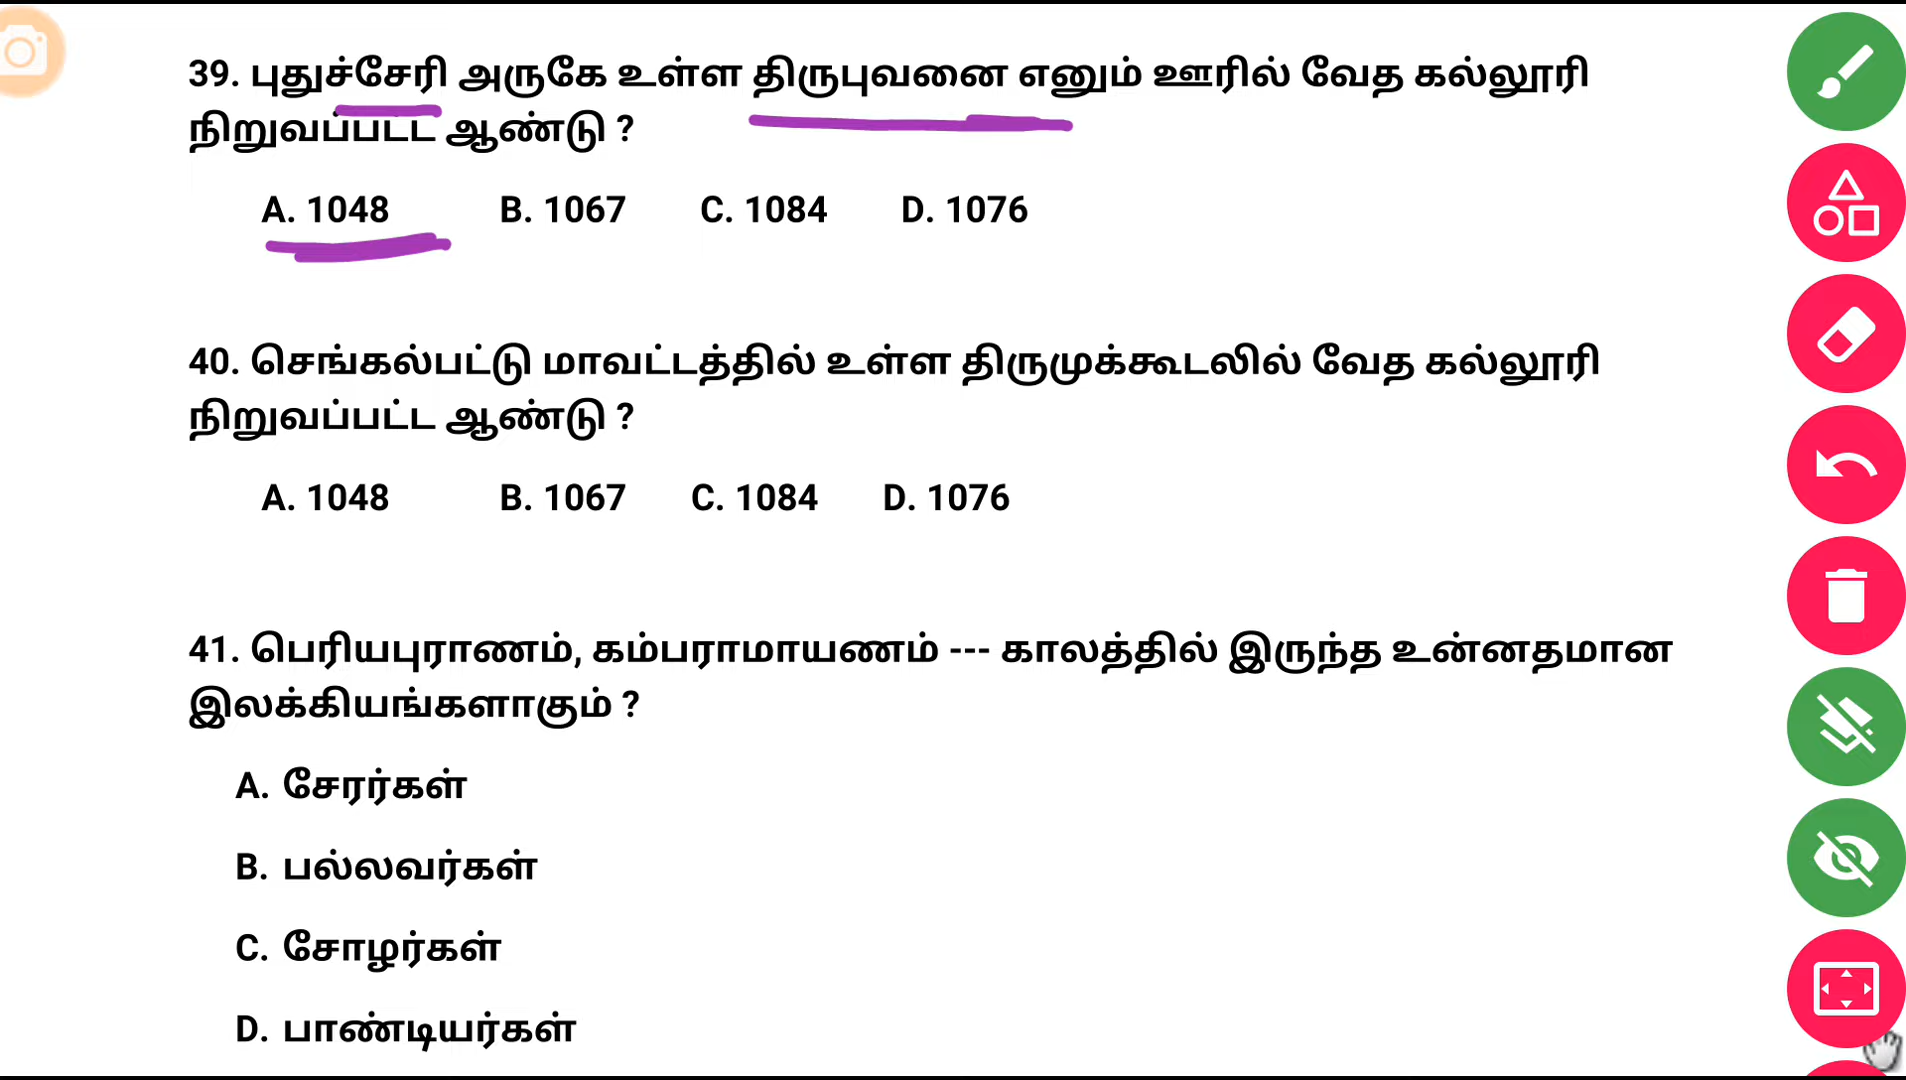 39. புதுச்சேரி அருகே உள்ள திருபுவனை எனும் ஊரில் வேத கல்லூரி
நிறுவப்பட்ட ஆண்டு ?
A. 1048 B. 1067 C. 1084 D. 1076
40. செங்கல்பட்டு மாவட்டத்தில் உள்ள திருமுக்கூடலில் வேத கல்லூரி
நிறுவப்பட்ட ஆண்டு ?
A. 1048 B. 1067 C. 1084 D. 1076
41. பெரியபுராணம், கம்பராமாயணம் --- காலத்தில் இருந்த உன்னதமான
இலக்கியங்களாகும் ?
A. சேரர்கள்
B. பல்லவர்கள்
C. சோழர்கள்
D. பாண்டியர்கள்